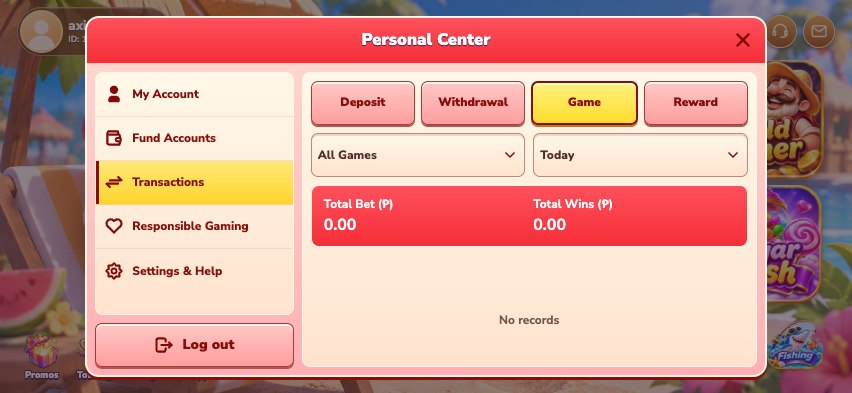 Personal Center
My Account
Fund Accounts
Transactions
Responsible Gaming
Settings & Help
Log out
Deposit
Withdrawal
Game
Reward
All Games
Today
Total Bet (₱)
Total Wins (₱)
0.00
0.00
No records
Promos
Fishing